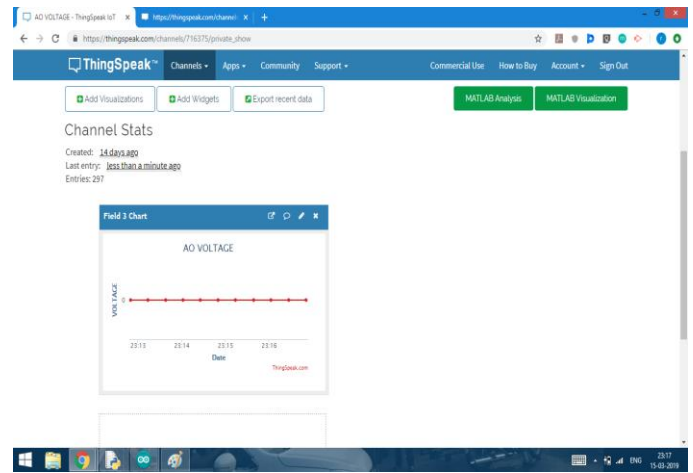 AO VOLTAGE - ThingSpeak IoT
https://thingspeak.com/channel
https://thingspeak.com/channels/716375/private_show
ThingSpeak™ Channels Apps Community Support Commercial Use How to Buy Account Sign Out
Add Visualizations Add Widgets Export recent data MATLAB Analysis MATLAB Visualization
Channel Stats
Created: 14 days ago
Last entry: less than a minute ago
Entries: 297
Field 3 Chart
AO VOLTAGE
VOLTAGE
0
23:13 23:14 23:15 23:16
Date
ThingSpeak.com
ENG
23:17
15-03-2019